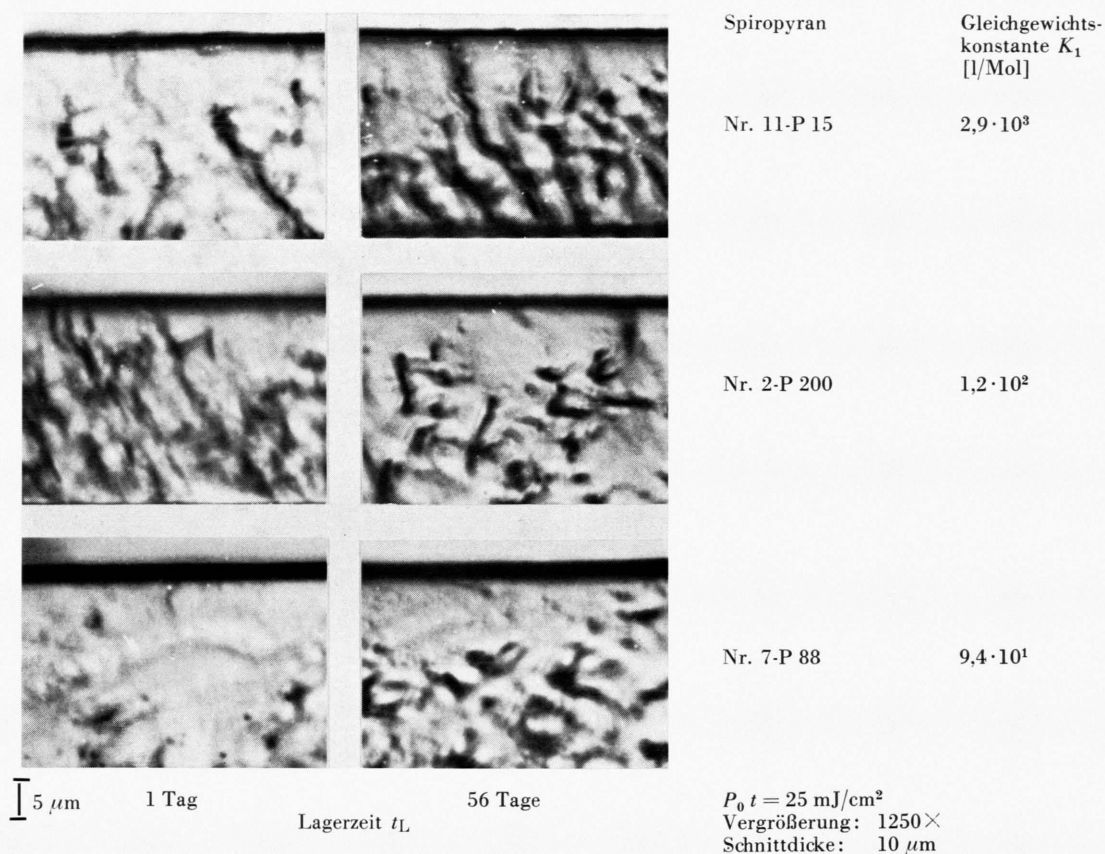 Spiropyran
Gleichgewichts-
konstante K₁
[l/Mol]
Nr. 11-P 15
2,9·10³
Nr. 2-P 200
1,2·10²
Nr. 7-P 88
9,4·10¹
5 μm
1 Tag
56 Tage
Lagerzeit t_L
P₀ t = 25 mJ/cm²
Vergrößerung: 1250×
Schnittdicke: 10 μm